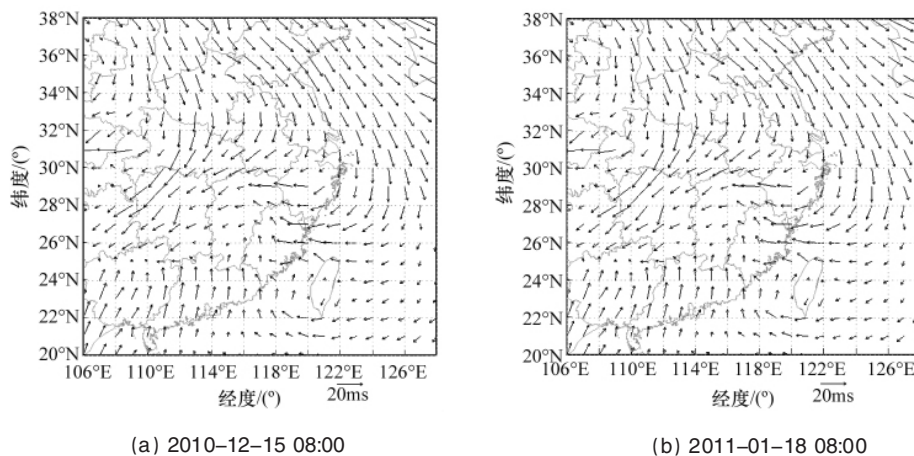 38°N
36°N
34°N
32°N
30°N
28°N
26°N
24°N
22°N
20°N
纬度/(º)
106°E 110°E 114°E 118°E 122°E 126°E
经度/(º)
20ms
(a) 2010–12–15 08:00
38°N
36°N
34°N
32°N
30°N
28°N
26°N
24°N
22°N
20°N
纬度/(º)
106°E 110°E 114°E 118°E 122°E 126°E
经度/(º)
20ms
(b) 2011–01–18 08:00